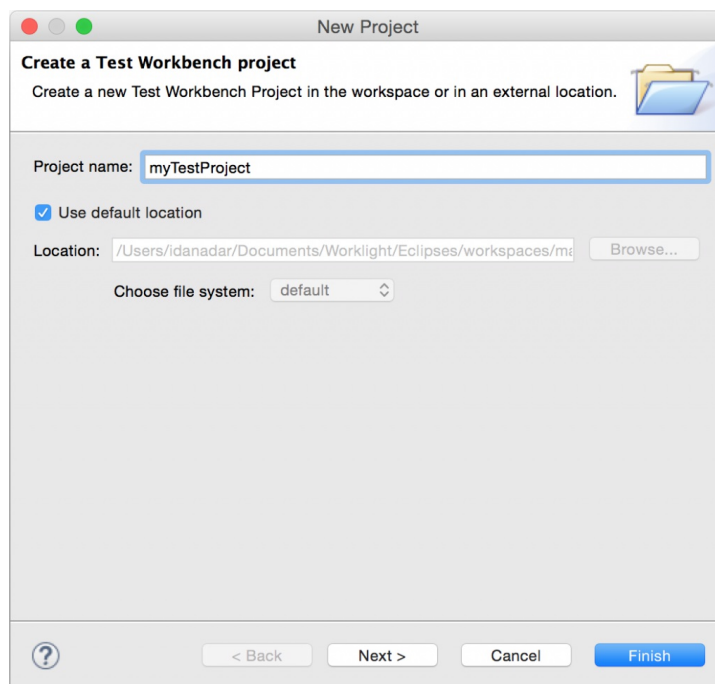 New Project
Create a Test Workbench project
Create a new Test Workbench Project in the workspace or in an external location.
Project name: myTestProject
Use default location
Location: /Users/idanadar/Documents/Worklight/Eclipses/workspaces/ma Browse...
Choose file system: default
? < Back Next > Cancel Finish